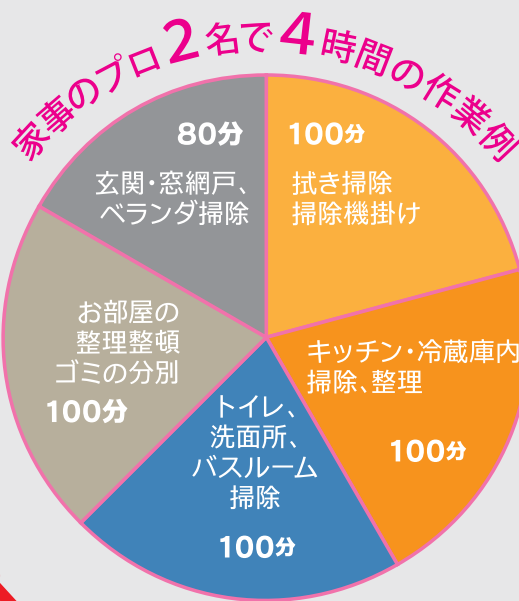 家事のプロ2名で4時間の作業例
100分
拭き掃除
掃除機掛け
キッチン・冷蔵庫内
掃除、整理
100分
トイレ、
洗面所、
バスルーム
掃除
100分
お部屋の
整理整頓
ゴミの分別
100分
80分
玄関・窓網戸、
ベランダ掃除